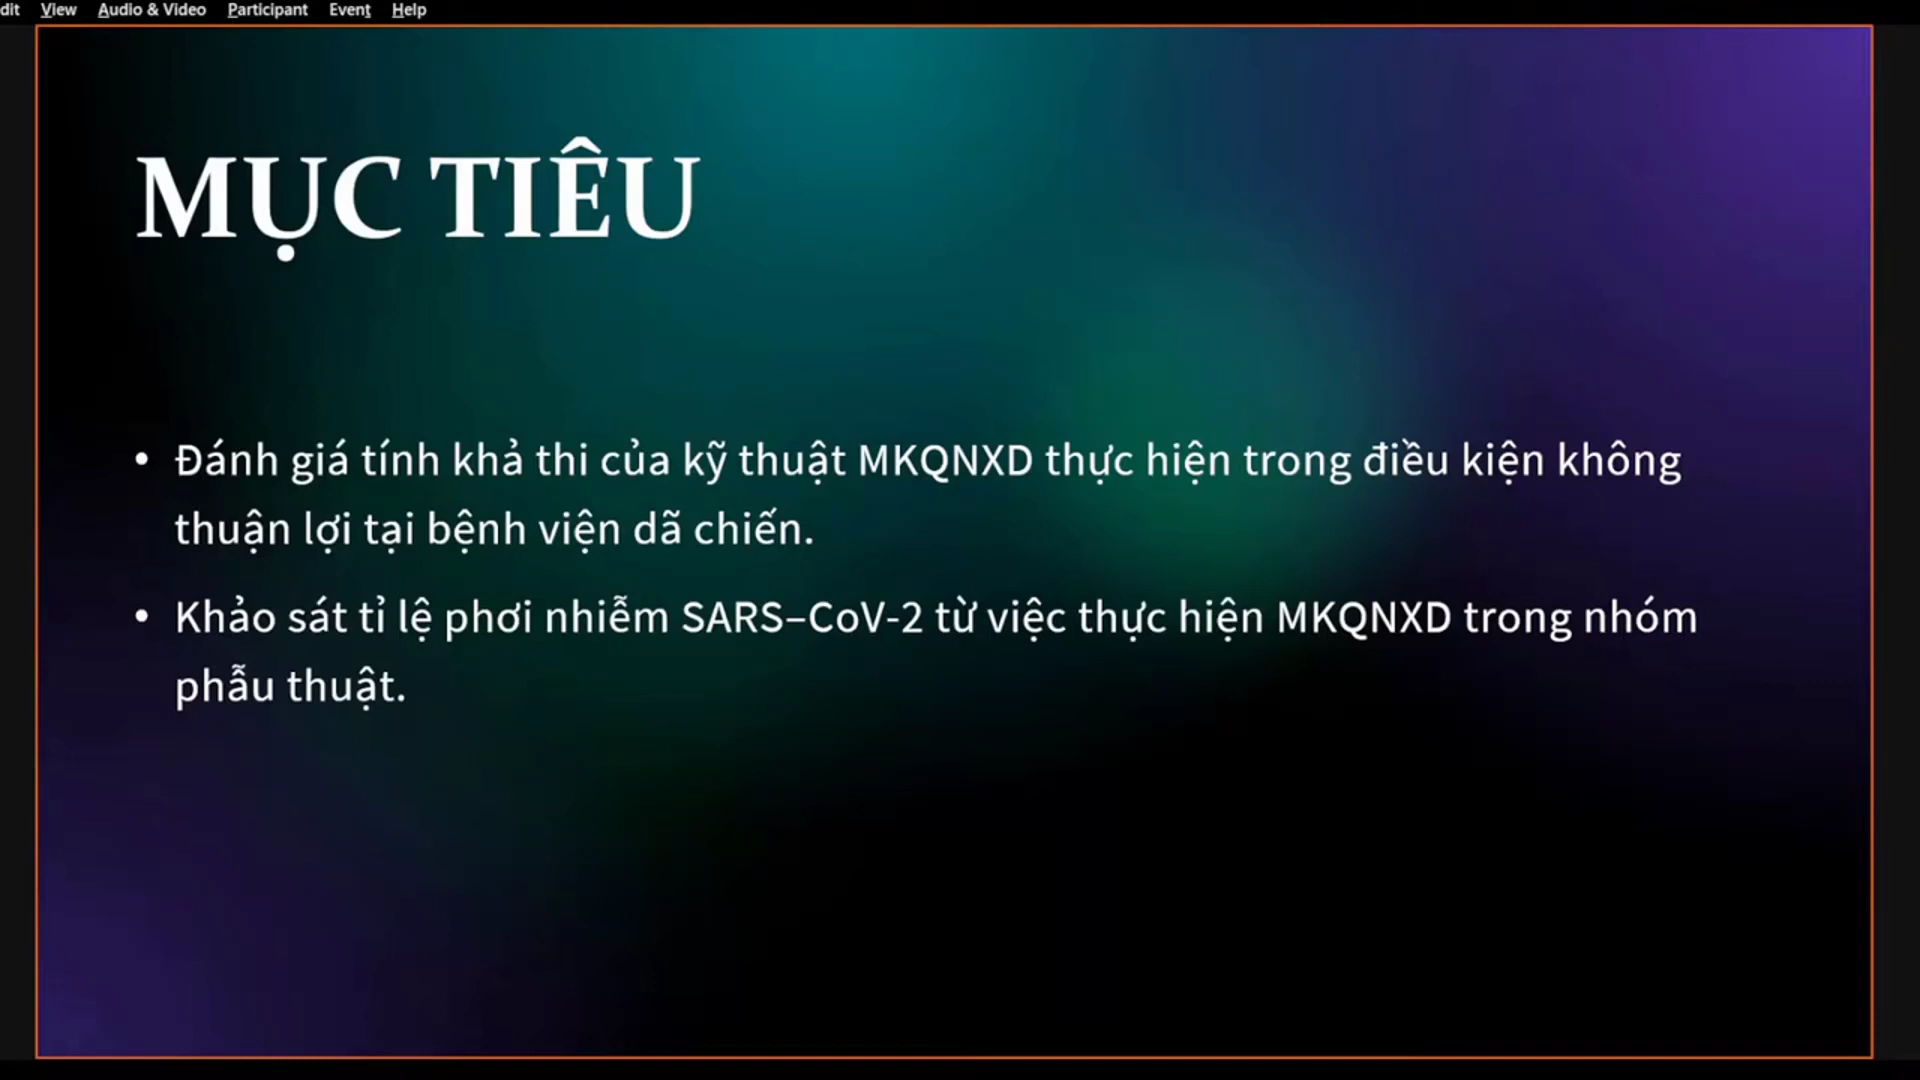 dit View Audio & Video Participant Event Help
MỤC TIÊU
• Đánh giá tính khả thi của kỹ thuật MKQNXD thực hiện trong điều kiện không
thuận lợi tại bệnh viện dã chiến.
• Khảo sát tỉ lệ phơi nhiễm SARS–CoV-2 từ việc thực hiện MKQNXD trong nhóm
phẫu thuật.